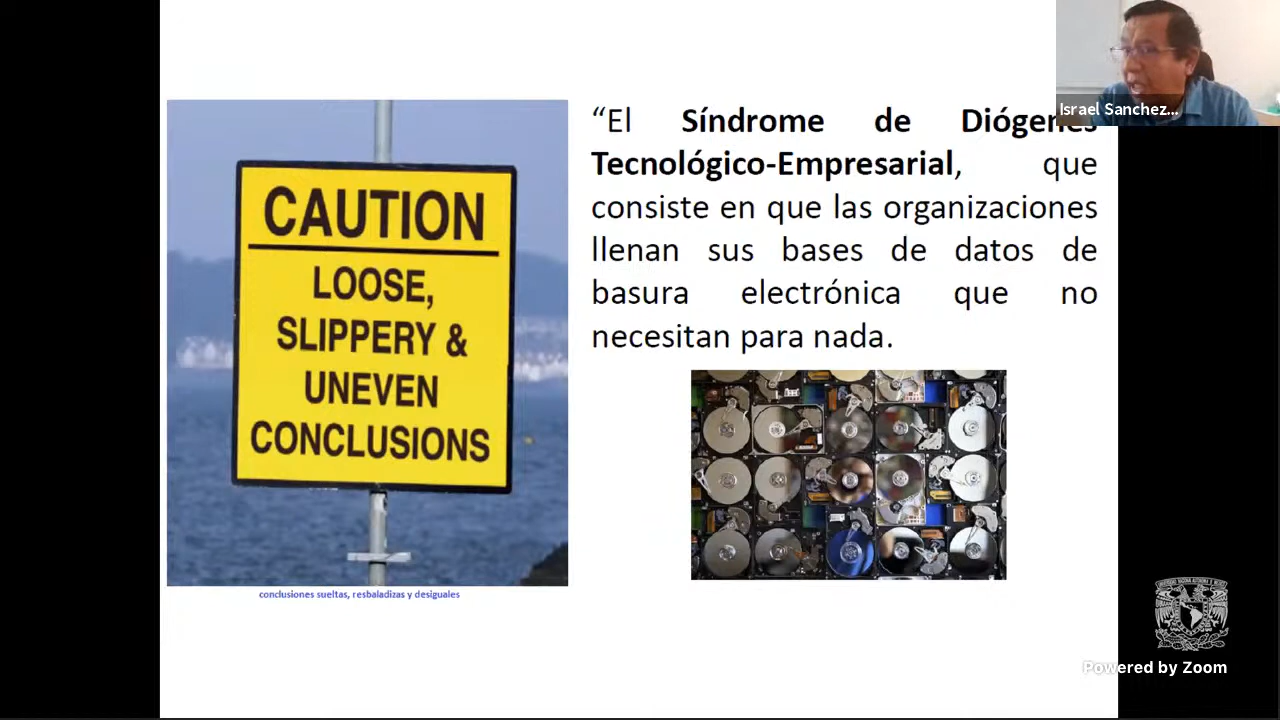 CAUTION
LOOSE,
SLIPPERY &
UNEVEN
CONCLUSIONS
conclusiones sueltas, resbaladizas y desiguales
“El Síndrome de Diógenes
Tecnológico-Empresarial, que
consiste en que las organizaciones
llenan sus bases de datos de
basura electrónica que no
necesitan para nada.
Israel Sanchez...
Powered by Zoom